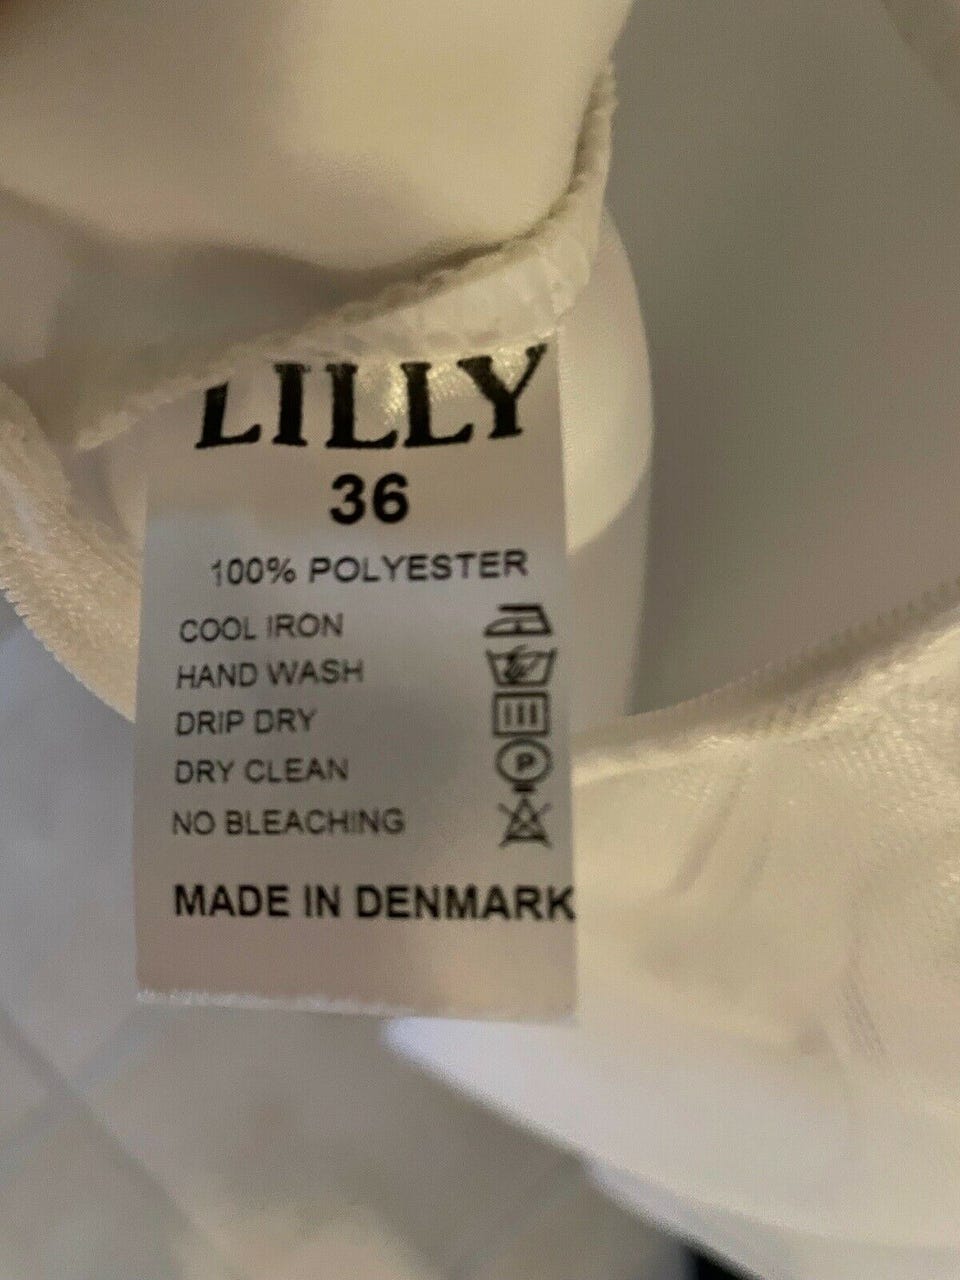 LILLY
36
100% POLYESTER
COOL IRON
HAND WASH
DRIP DRY
DRY CLEAN
P
NO BLEACHING
MADE IN DENMARK